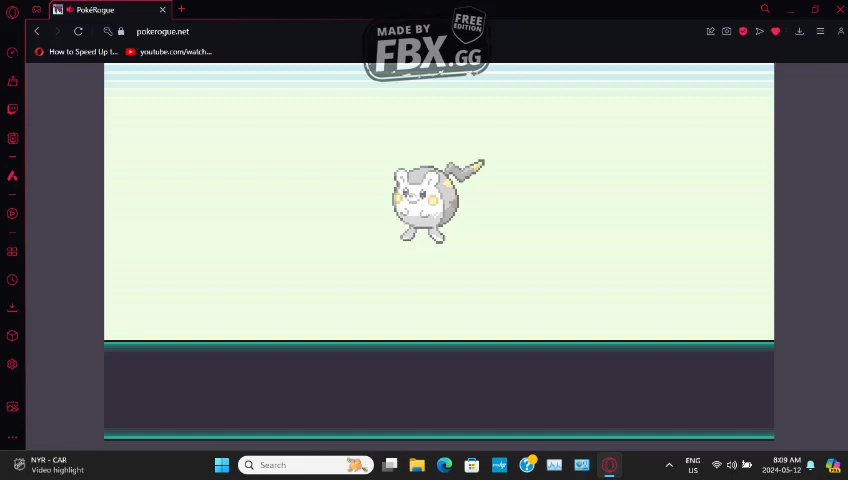 PokéRogue
MADE BY
FBX.GG
FREE
EDITION
pokerogue.net
How to Speed Up t...
youtube.com/watch...
NYR - CAR
Video highlight
Search
ENG
US
8:09 AM
2024-05-12